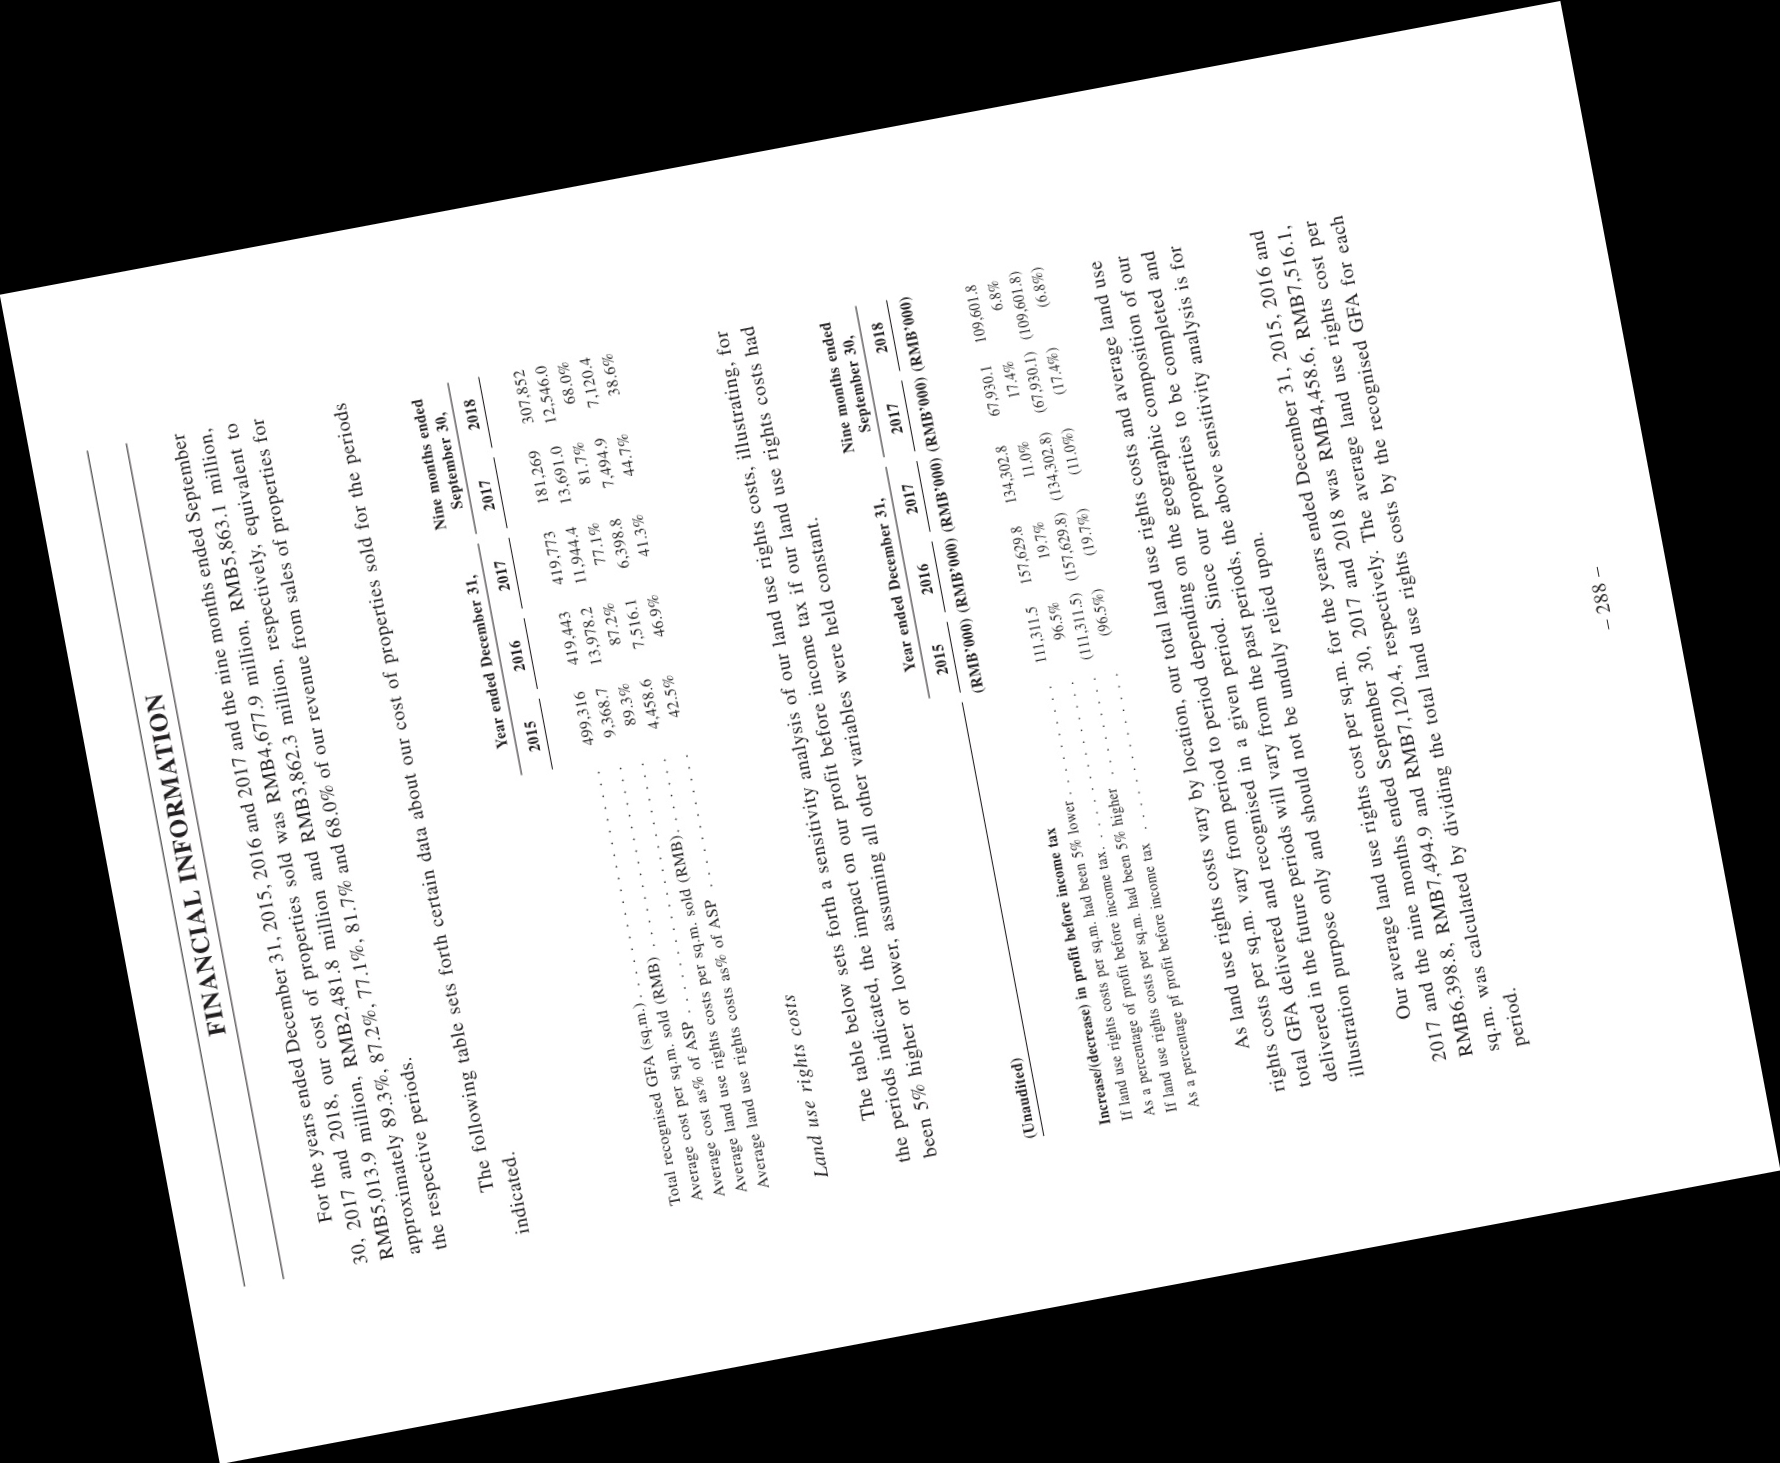 FINANCIAL INFORMATION
For the years ended December 31, 2015, 2016 and 2017 and the nine months ended September
30, 2017 and 2018, our cost of properties sold was RMB4,677.9 million, RMB5,863.1 million,
RMB5,013.9 million, RMB2,481.8 million and RMB3,862.3 million, respectively, equivalent to
approximately 89.3%, 87.2%, 77.1%, 81.7% and 68.0% of our revenue from sales of properties for
the respective periods.
The following table sets forth certain data about our cost of properties sold for the periods
indicated.
Year ended December 31, Nine months ended September 30,
2015 2016 2017 2017 2018
Total recognised GFA (sq.m.) 499,316 419,443 419,773 181,269 307,852
Average cost per sq.m. sold (RMB) 9,368.7 13,978.2 11,944.4 13,691.0 12,546.0
Average cost as% of ASP 89.3% 87.2% 77.1% 81.7% 68.0%
Average land use rights costs per sq.m. sold (RMB) 4,458.6 7,516.1 6,398.8 7,494.9 7,120.4
Average land use rights costs as% of ASP 42.5% 46.9% 41.3% 44.7% 38.6%
Land use rights costs
The table below sets forth a sensitivity analysis of our land use rights costs, illustrating, for
the periods indicated, the impact on our profit before income tax if our land use rights costs had
been 5% higher or lower, assuming all other variables were held constant.
Year ended December 31, Nine months ended September 30,
2015 2016 2017 2017 2018
(RMB'000) (RMB'000) (RMB'000) (RMB'000) (RMB'000)
(Unaudited)
Increase/(decrease) in profit before income tax
If land use rights costs per sq.m. had been 5% lower 111,311.5 157,629.8 134,302.8 67,930.1 109,601.8
As a percentage of profit before income tax 96.5% 19.7% 11.0% 17.4% 6.8%
If land use rights costs per sq.m. had been 5% higher (111,311.5) (157,629.8) (134,302.8) (67,930.1) (109,601.8)
As a percentage pf profit before income tax (96.5%) (19.7%) (11.0%) (17.4%) (6.8%)
As land use rights costs vary by location, our total land use rights costs and average land use
rights costs per sq.m. vary from period to period depending on the geographic composition of our
total GFA delivered and recognised in a given period. Since our properties to be completed and
delivered in the future periods will vary from the past periods, the above sensitivity analysis is for
illustration purpose only and should not be unduly relied upon.
Our average land use rights cost per sq.m. for the years ended December 31, 2015, 2016 and
2017 and the nine months ended September 30, 2017 and 2018 was RMB4,458.6, RMB7,516.1,
RMB6,398.8, RMB7,494.9 and RMB7,120.4, respectively. The average land use rights cost per
sq.m. was calculated by dividing the total land use rights costs by the recognised GFA for each
period.
– 288 –